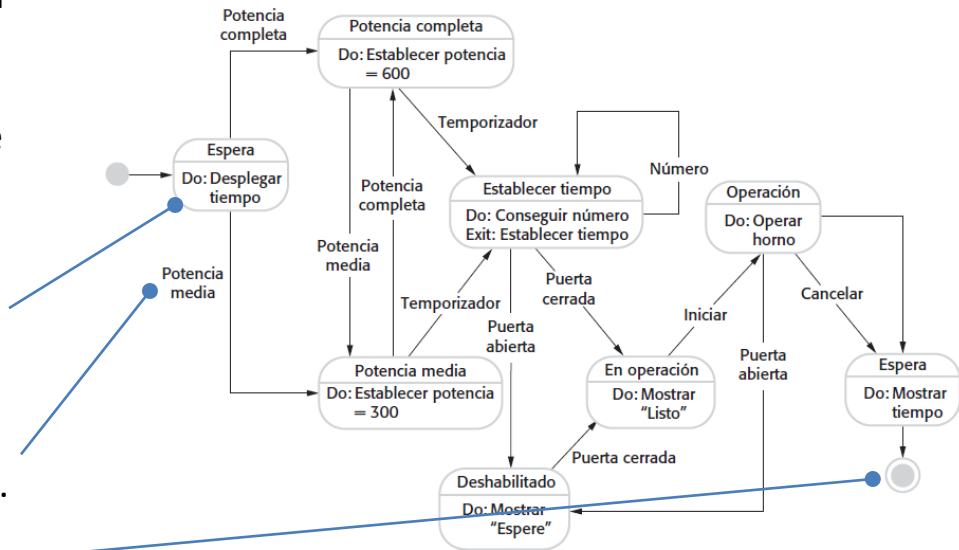 Potencia
completa
Potencia completa
Do: Establecer potencia
= 600
Temporizador
Espera
Do: Desplegar
tiempo
Potencia
completa
Número
Establecer tiempo
Do: Conseguir número
Exit: Establecer tiempo
Operación
Do: Operar
horno
Potencia
media
Potencia
media
Temporizador
Puerta
cerrada
Puerta
abierta
Iniciar
Cancelar
Puerta
abierta
Potencia media
Do: Establecer potencia
= 300
En operación
Do: Mostrar
“Listo”
Espera
Do: Mostrar
tiempo
Puerta cerrada
Deshabilitado
Do: Mostrar
“Espere”